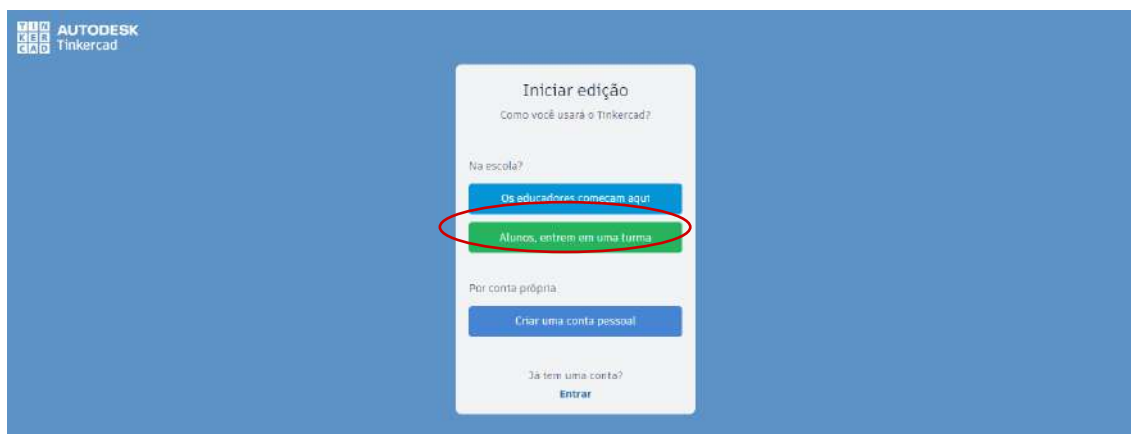 TIN
KER
CAD
AUTODESK
Tinkercad
Iniciar edição
Como você usará o Tinkercad?
Na escola?
Os educadores começam aqui
Alunos, entrem em uma turma
Por conta própria
Criar uma conta pessoal
Já tem uma conta?
Entrar